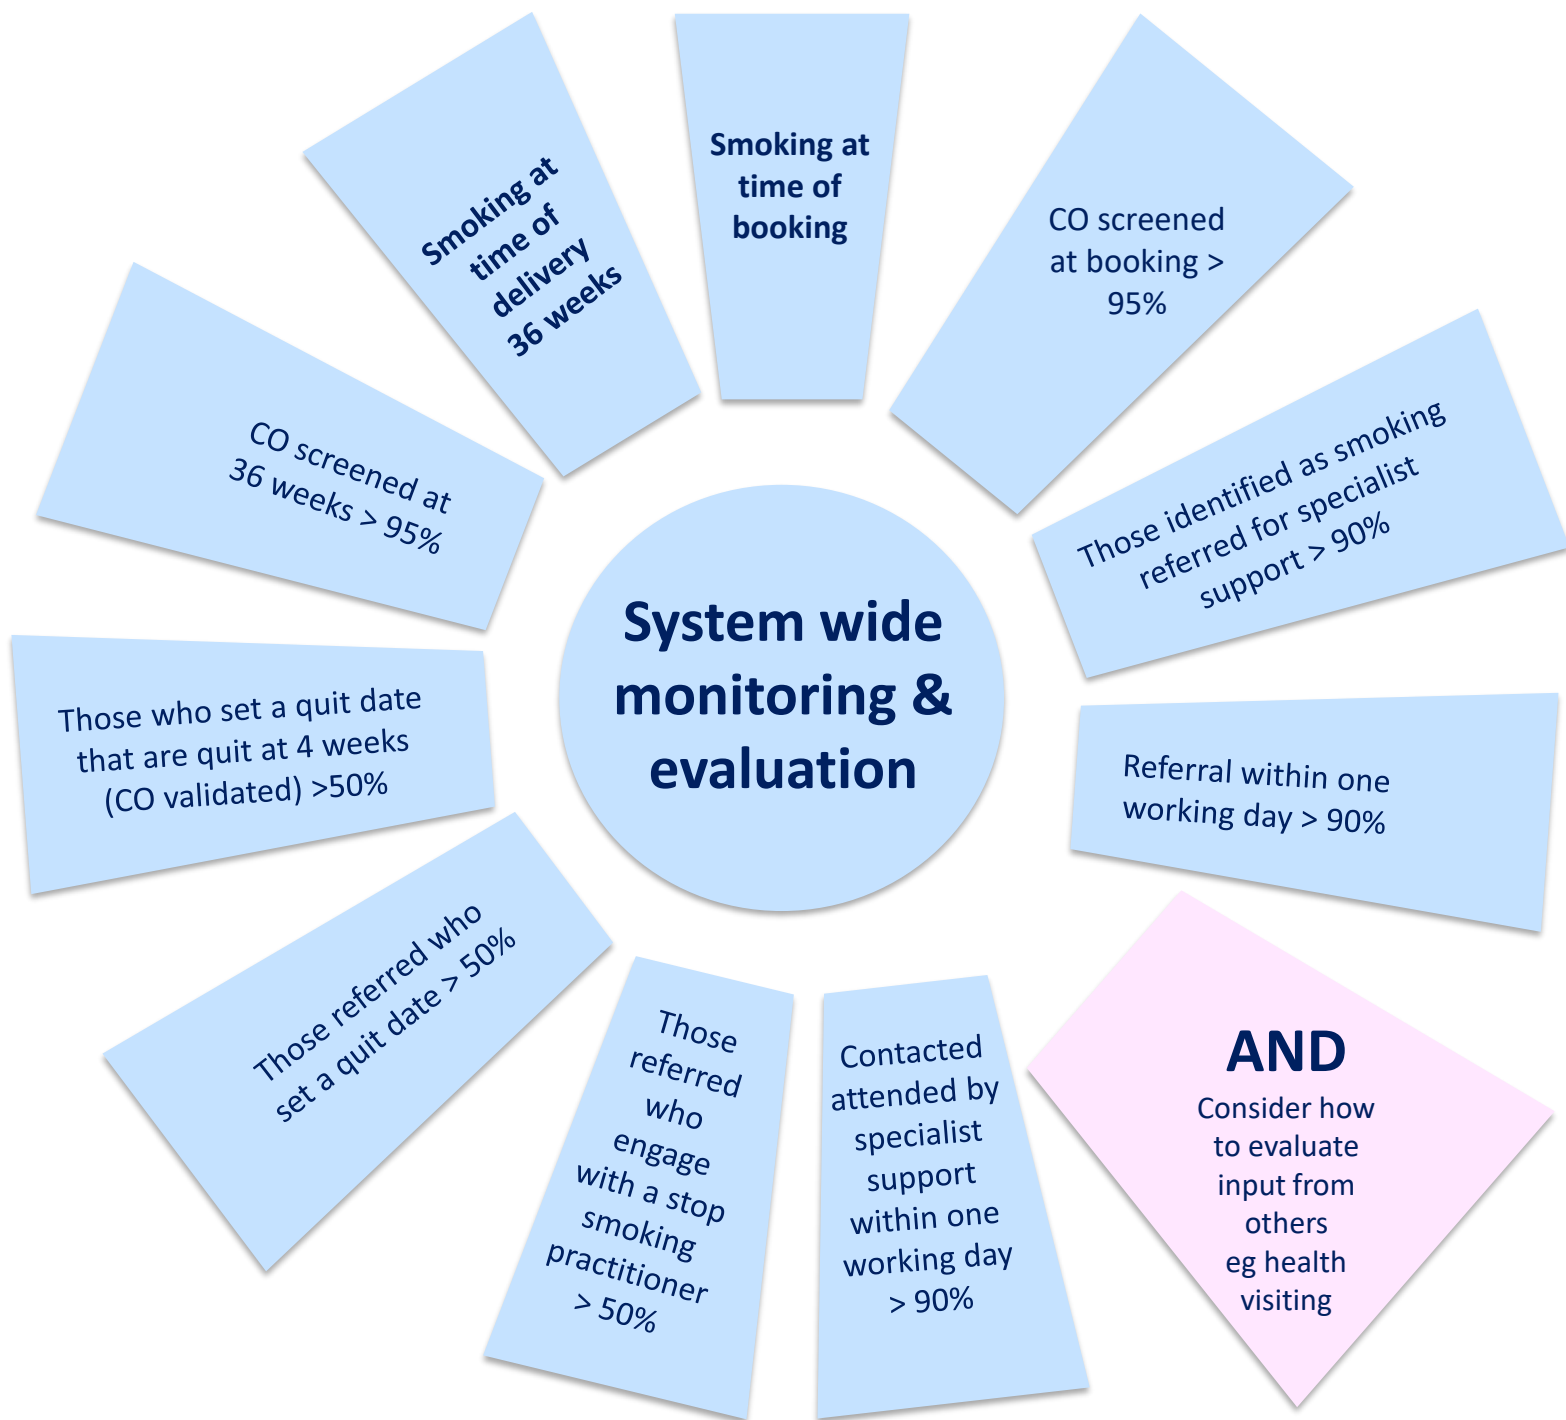 Smoking at
time of
booking
CO screened
at booking >
95%
Those identified as smoking
referred for specialist
support > 90%
Referral within one
working day > 90%
AND
Consider how
to evaluate
input from
others
eg health
visiting
Contacted
attended by
specialist
support
within one
working day
> 90%
Those
referred
who
engage
with a stop
smoking
practitioner
> 50%
Those referred who
set a quit date > 50%
Those who set a quit date
that are quit at 4 weeks
(CO validated) >50%
CO screened at
36 weeks > 95%
Smoking at
time of
delivery
36 weeks
System wide
monitoring &
evaluation